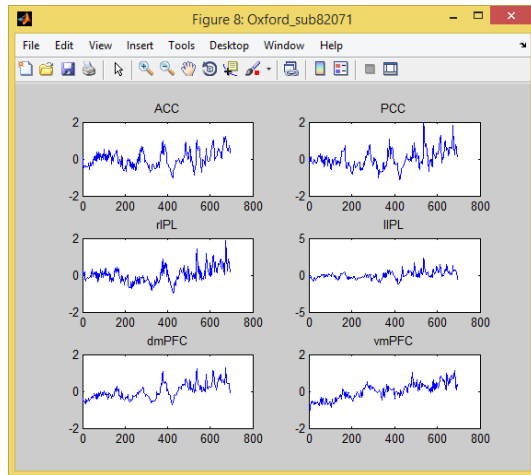 Figure 8: Oxford_sub82071
File Edit View Insert Tools Desktop Window Help
ACC PCC
2 2
0 0
-2 -2
0 200 400 600 800 0 200 400 600 800
rIPL lIPL
2 5
0 0
-2 -5
0 200 400 600 800 0 200 400 600 800
dmPFC vmPFC
2 2
0 0
-2 -2
0 200 400 600 800 0 200 400 600 800